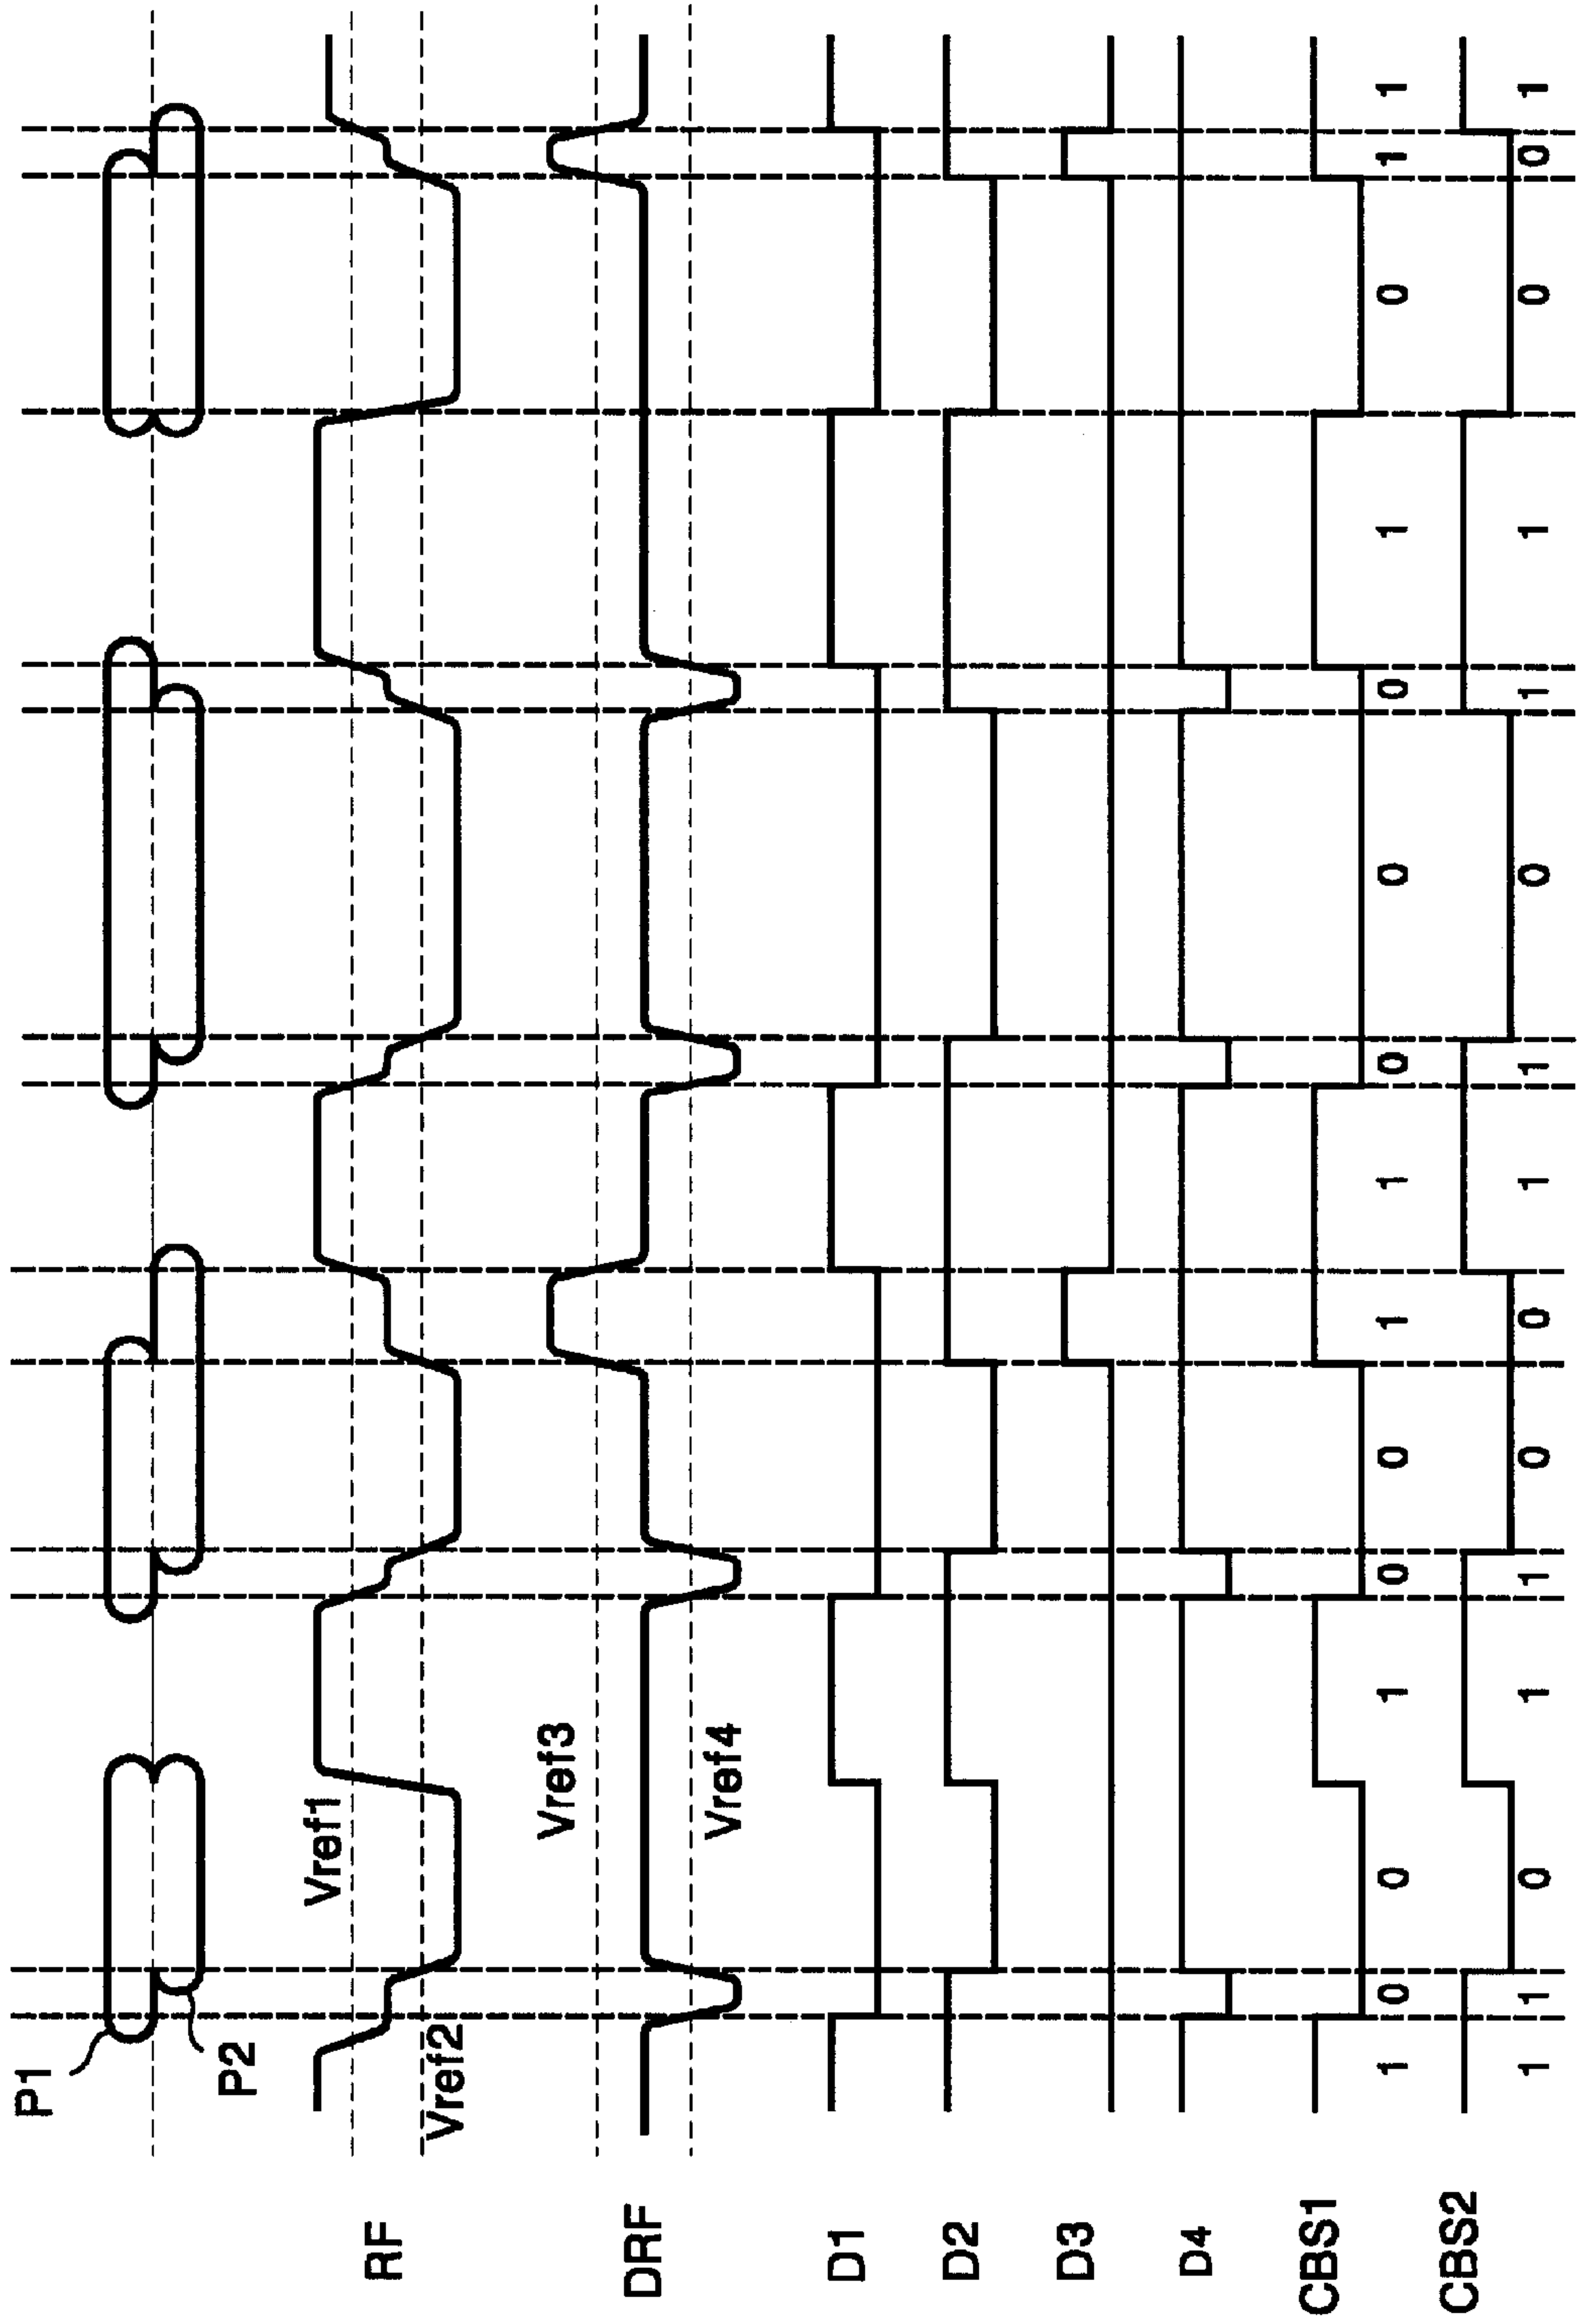 P1
P2
RF
Vref1
Vref2
DRF
Vref3
Vref4
D1
D2
D3
D4
CBS1
1 0 0 1 0 0 1 1 0 0 0 1 0 1 1
CBS2
1 1 0 1 1 0 0 1 1 0 1 1 0 0 1